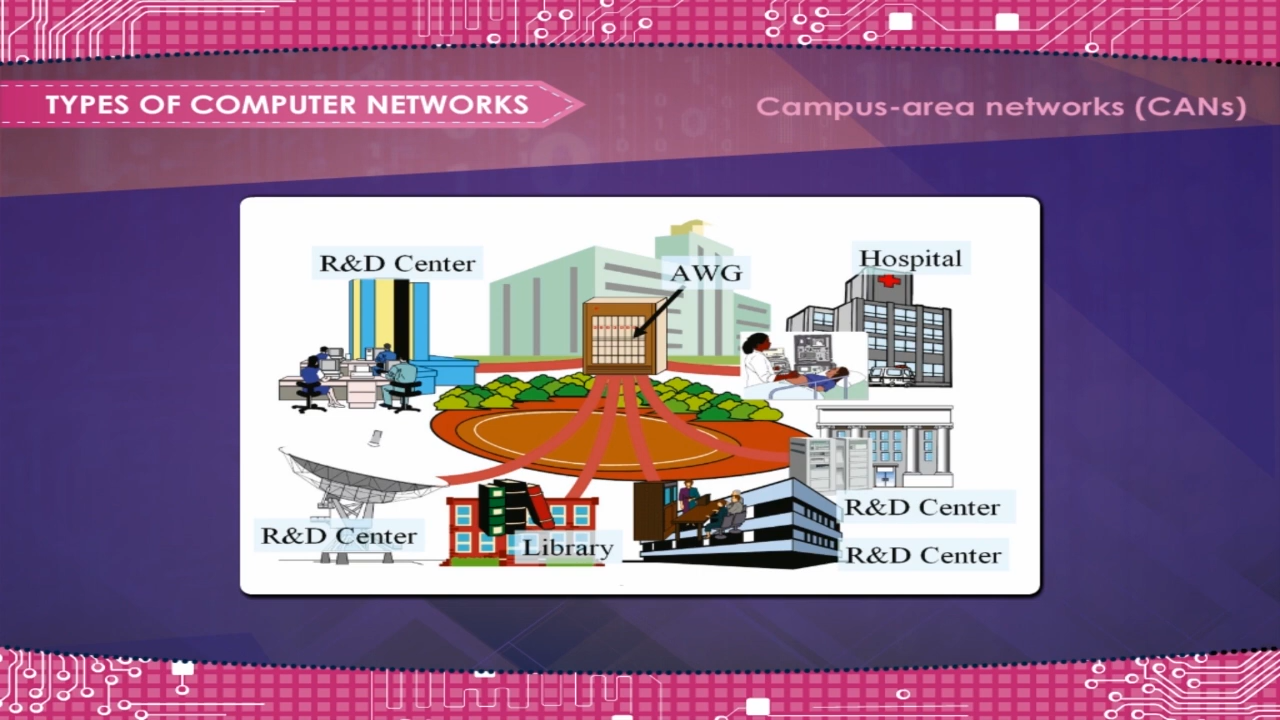 TYPES OF COMPUTER NETWORKS
Campus-area networks (CANs)
R&D Center
AWG
Hospital
R&D Center
Library
R&D Center
R&D Center